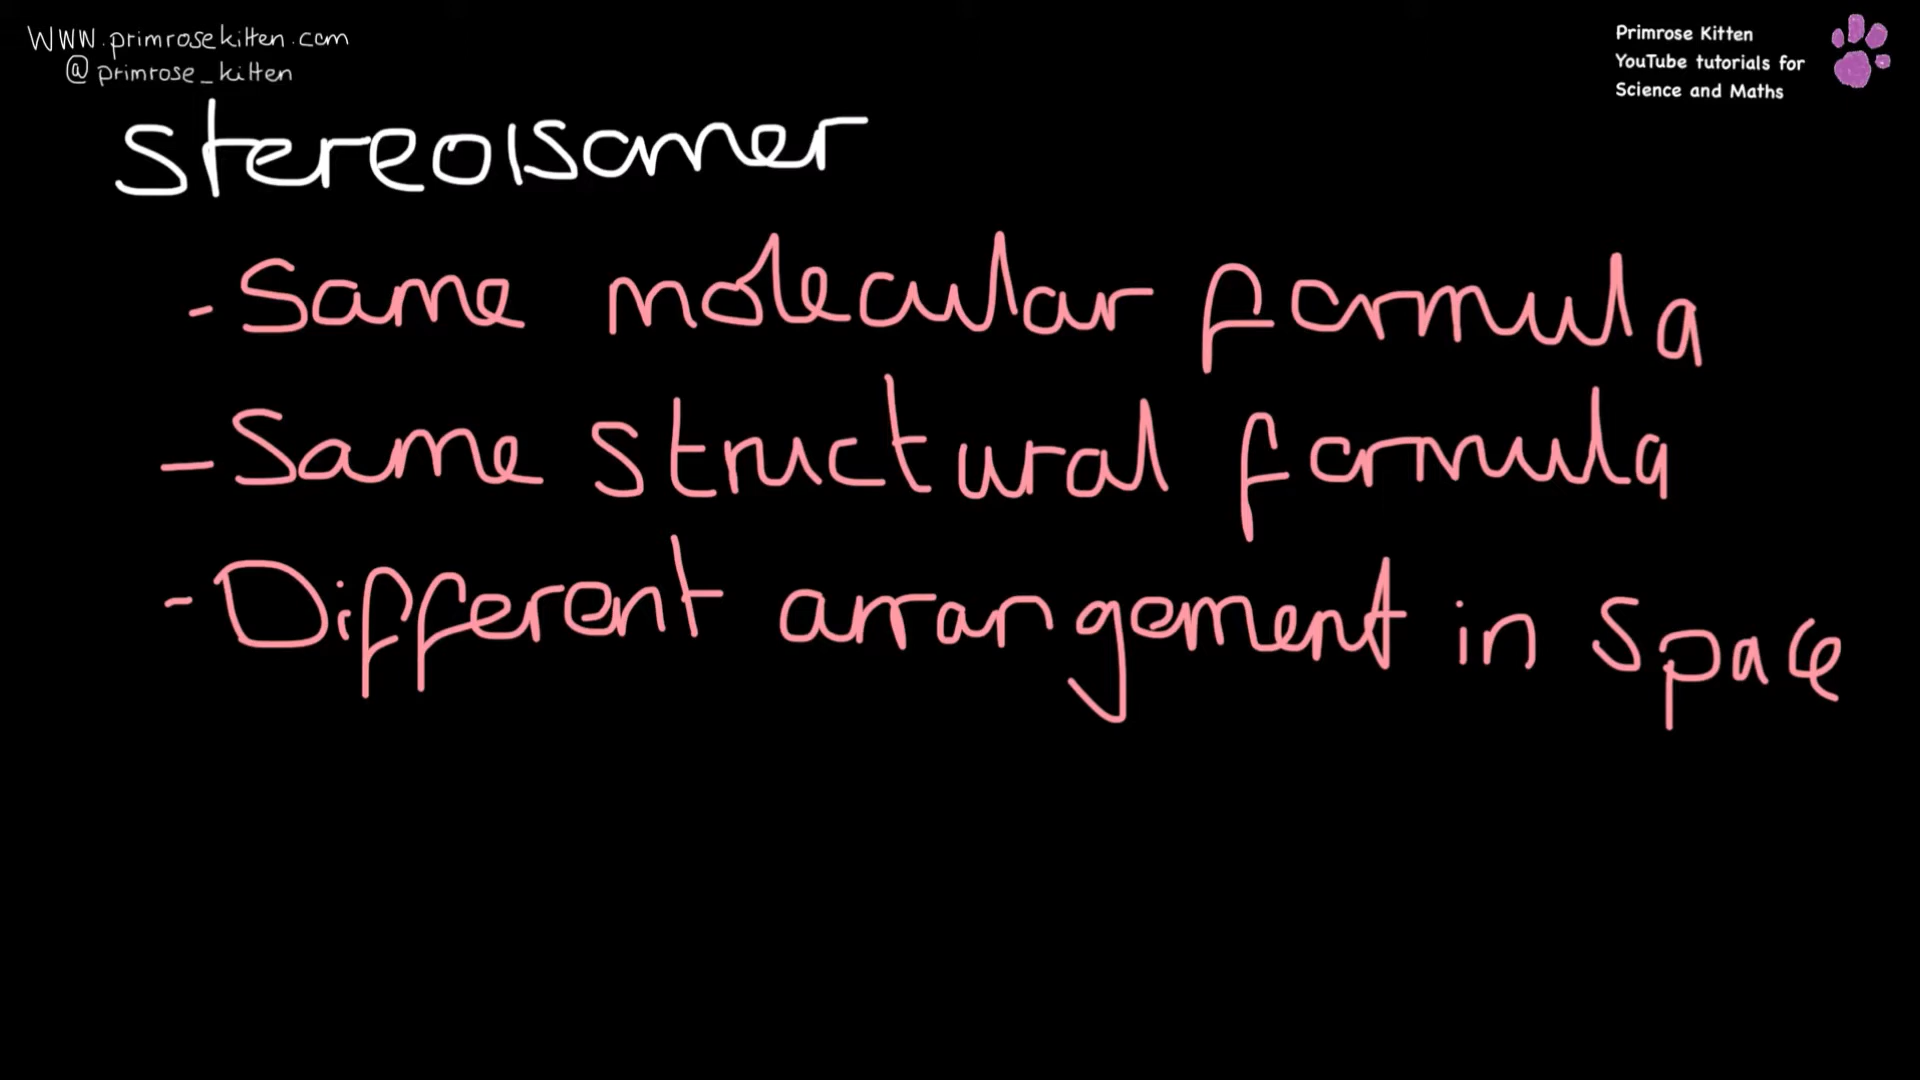 www.primrosekitten.com
@primrose_kitten
Primrose Kitten
YouTube tutorials for
Science and Maths
StereoIsomer
- Same molecular formula
- Same structural formula
- Different arrangement in space